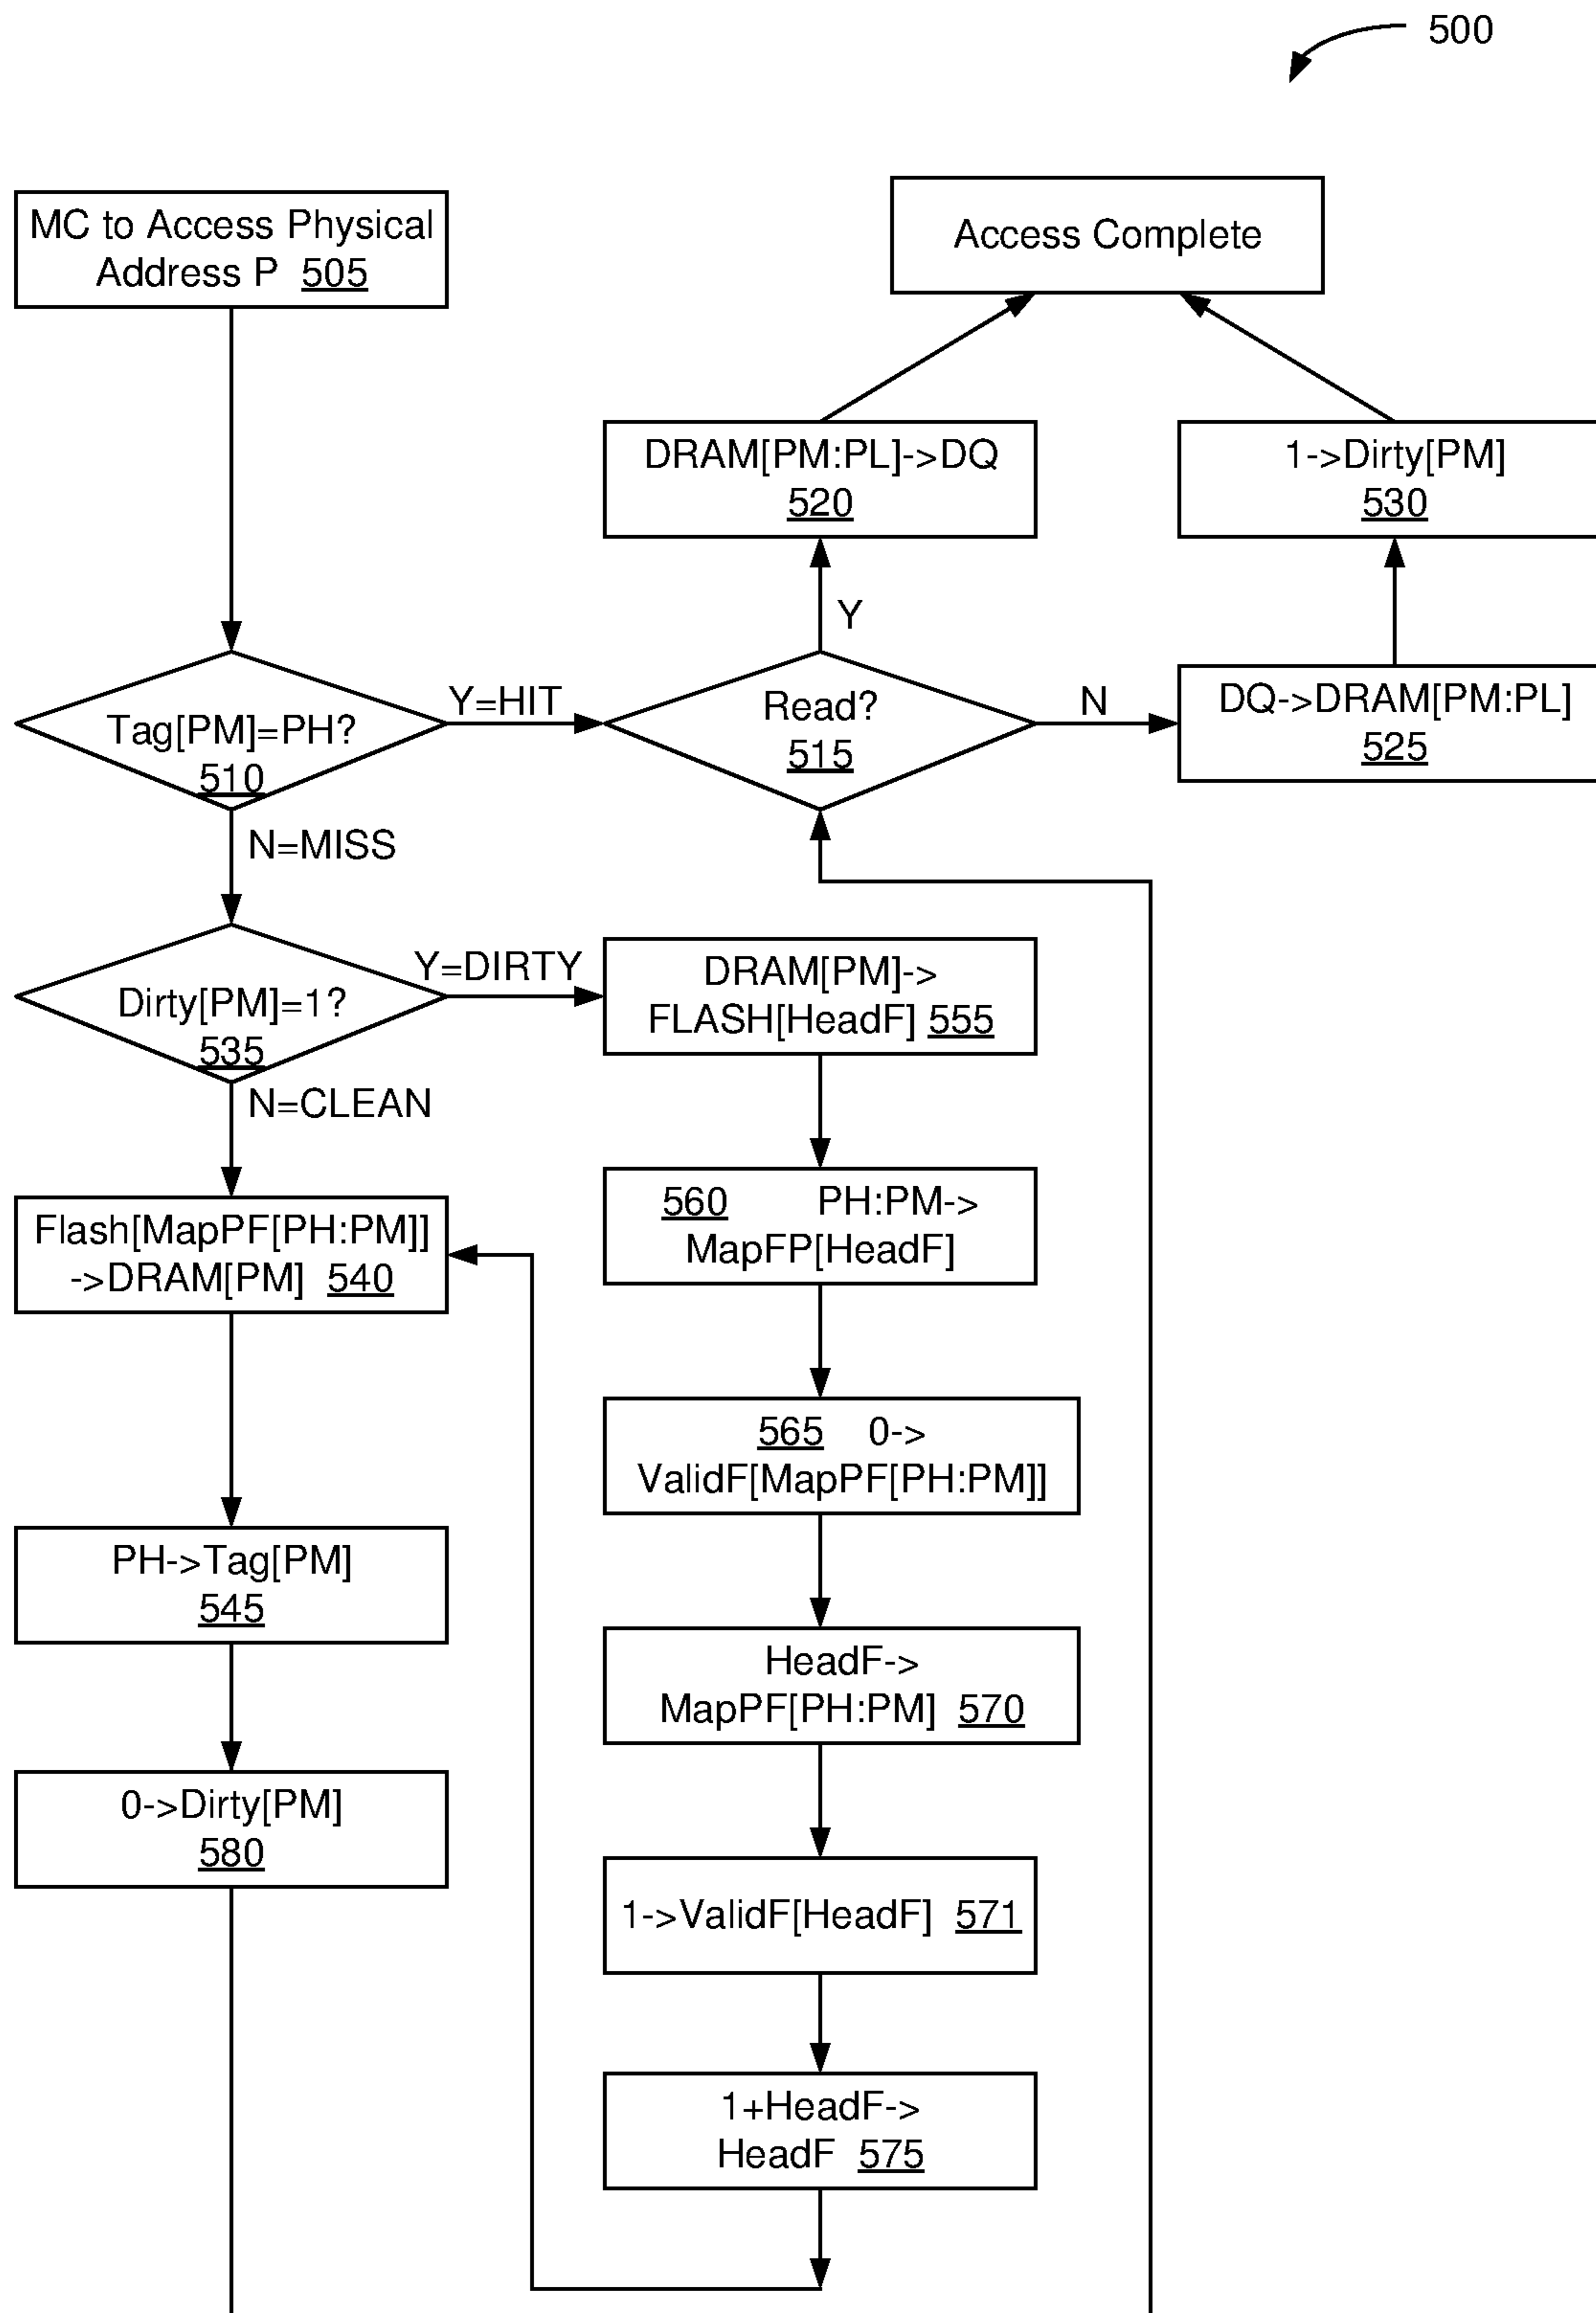 500
MC to Access Physical
Address P 505
Access Complete
DRAM[PM:PL]->DQ
520
1->Dirty[PM]
530
Y
Tag[PM]=PH?
510
Y=HIT
Read?
515
N
DQ->DRAM[PM:PL]
525
N=MISS
Dirty[PM]=1?
535
Y=DIRTY
DRAM[PM]->
FLASH[HeadF] 555
N=CLEAN
Flash[MapPF[PH:PM]]
->DRAM[PM] 540
560 PH:PM->
MapFP[HeadF]
565 0->
ValidF[MapPF[PH:PM]]
PH->Tag[PM]
545
HeadF->
MapPF[PH:PM] 570
0->Dirty[PM]
580
1->ValidF[HeadF] 571
1+HeadF->
HeadF 575